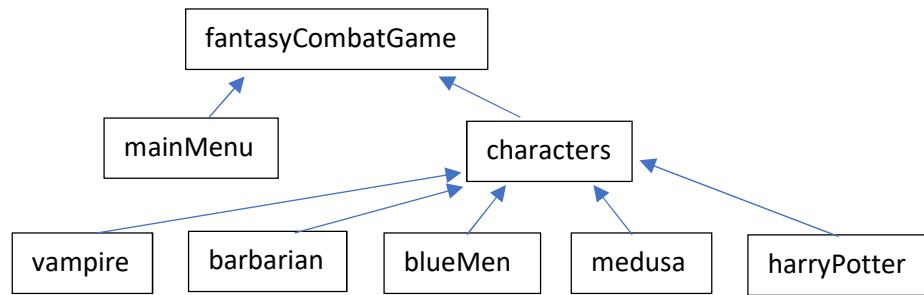 fantasyCombatGame
mainMenu
characters
vampire
barbarian
blueMen
medusa
harryPotter